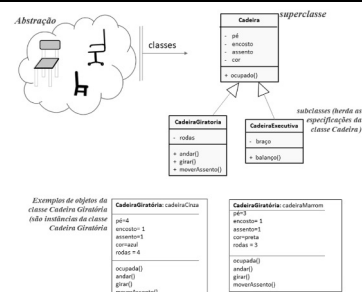 Abstração
classes
superclasse
Cadeira
- pé
- encosto
- assento
- cor
+ ocupado()
subclasses (herda as
especificações da
classe Cadeira)
CadeiraGiratoria
- rodas
+ andar()
+ girar()
+ moverAssento()
CadeiraExecutiva
- braço
+ balanço()
Exemplos de objetos da
classe Cadeira Giratória
(são instâncias da classe
Cadeira Giratória
CadeiraGiratória: cadeiraCinza
pé=4
encosto= 1
assento=1
cor=azul
rodas = 4
ocupada()
andar()
girar()
moverAssento()
CadeiraGiratória: cadeiraMarrom
pé=3
encosto= 1
assento=1
cor=preta
rodas = 3
ocupada()
andar()
girar()
moverAssento()